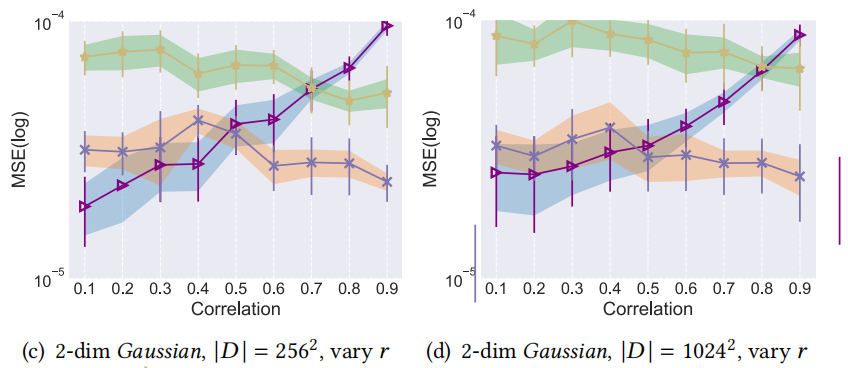 10⁻⁴
MSE(log)
10⁻⁵
0.1 0.2 0.3 0.4 0.5 0.6 0.7 0.8 0.9
Correlation
(c) 2-dim Gaussian, |D| = 256², vary r
10⁻⁴
MSE(log)
10⁻⁵
0.1 0.2 0.3 0.4 0.5 0.6 0.7 0.8 0.9
Correlation
(d) 2-dim Gaussian, |D| = 1024², vary r